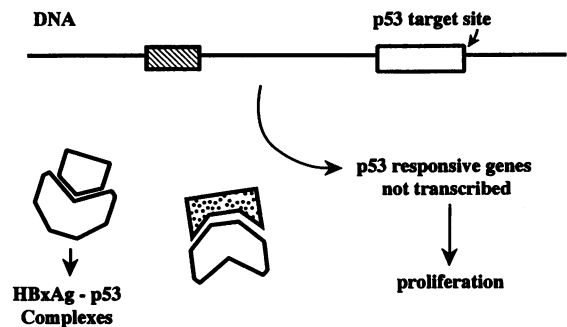 DNA
p53 target site
p53 responsive genes
not transcribed
proliferation
HBxAg - p53
Complexes